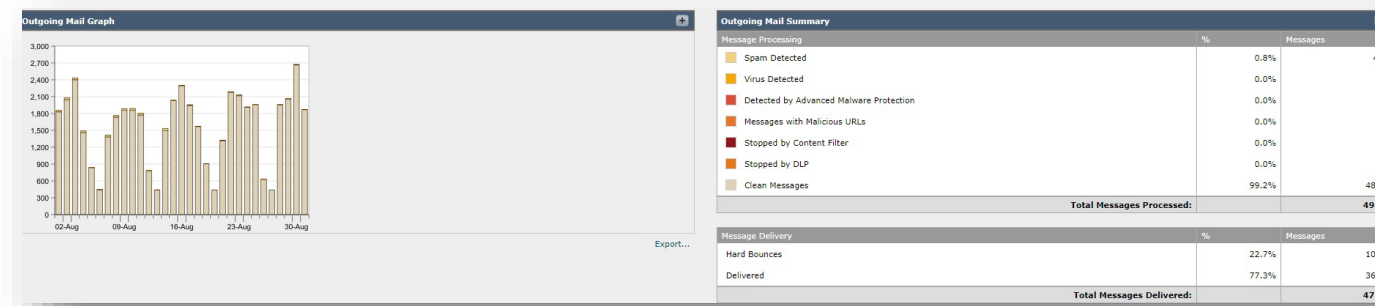 Outgoing Mail Graph
+
3,000
2,700
2,400
2,100
1,800
1,500
1,200
900
600
300
0
02-Aug 09-Aug 16-Aug 23-Aug 30-Aug
Export...
Outgoing Mail Summary
Message Processing % Messages
Spam Detected 0.8%
Virus Detected 0.0%
Detected by Advanced Malware Protection 0.0%
Messages with Malicious URLs 0.0%
Stopped by Content Filter 0.0%
Stopped by DLP 0.0%
Clean Messages 99.2% 48
Total Messages Processed: 49
Message Delivery % Messages
Hard Bounces 22.7% 10
Delivered 77.3% 36
Total Messages Delivered: 47